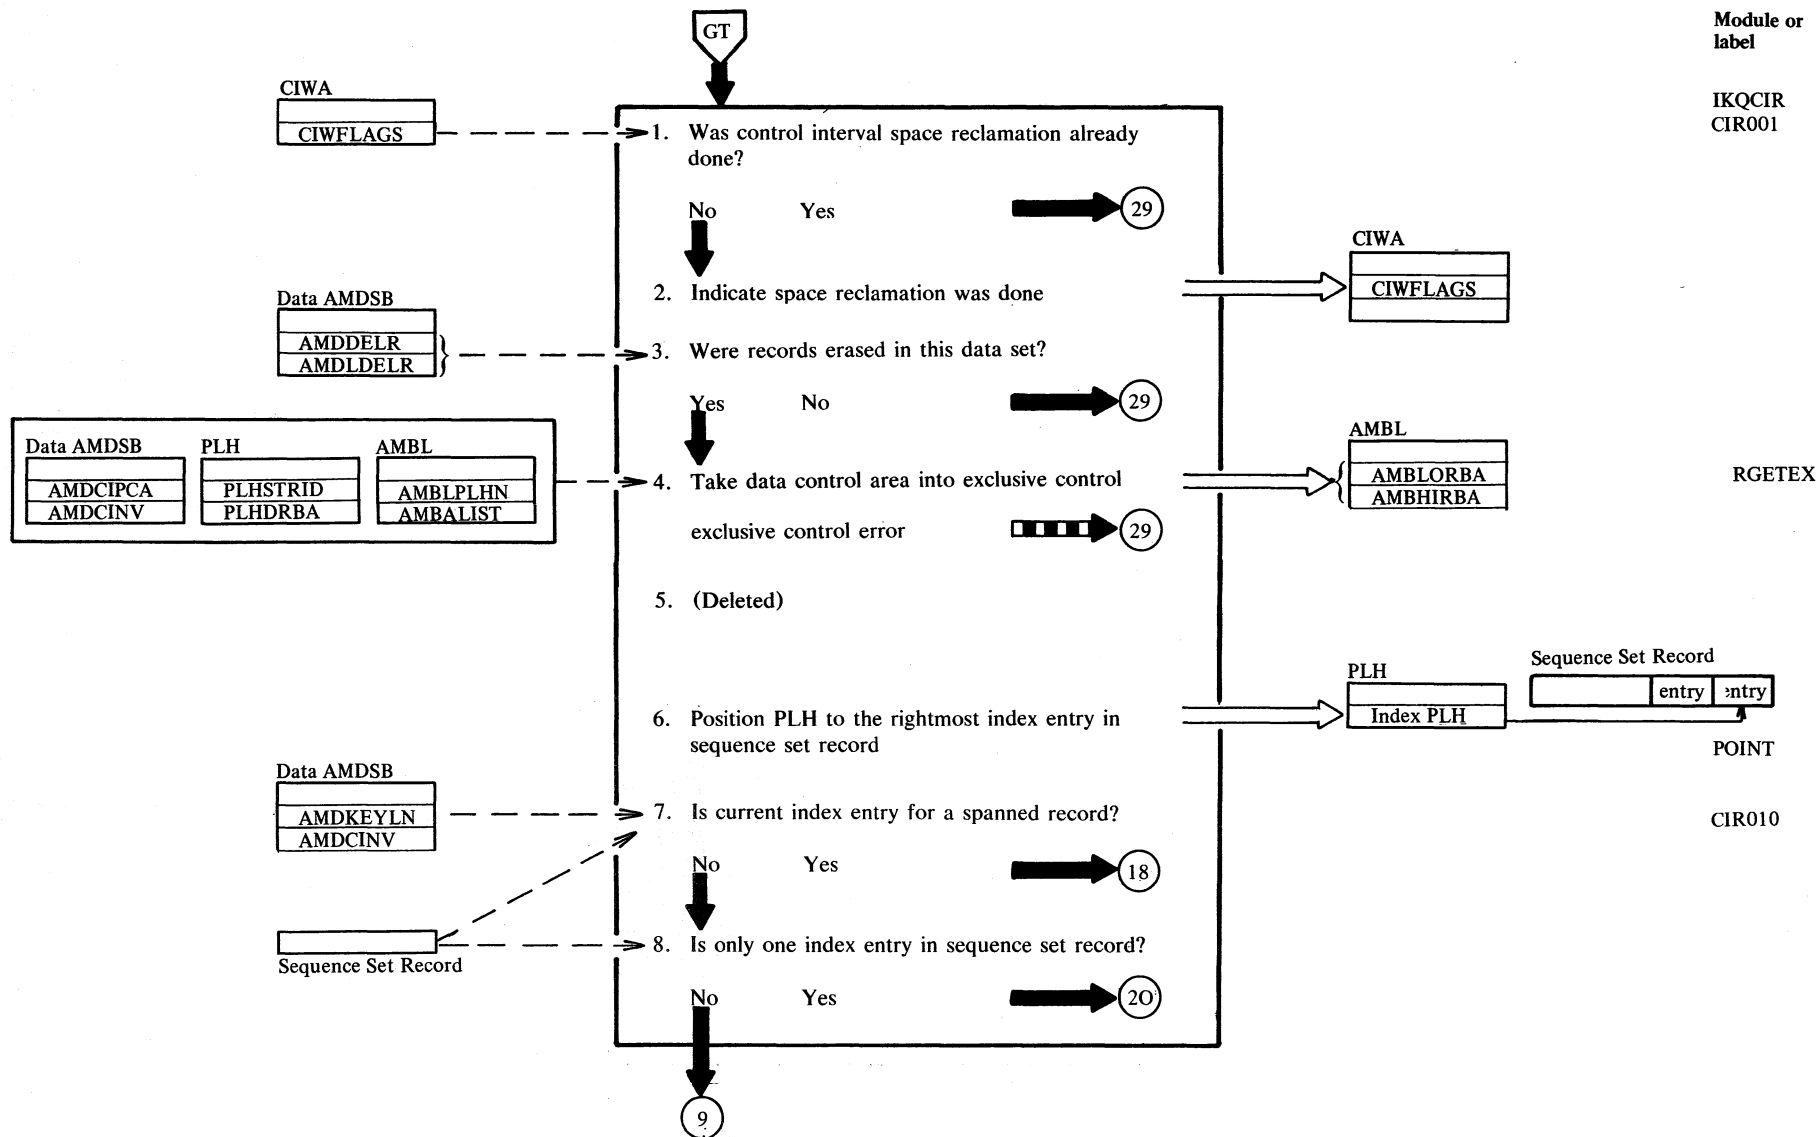 GT
Module or
label
CIWA
CIWFLAGS
IKQCIR
CIR001
1. Was control interval space reclamation already
done?
No Yes 29
CIWA
CIWFLAGS
2. Indicate space reclamation was done
Data AMDSB
AMDDELR
AMDLDELR
3. Were records erased in this data set?
Yes No 29
Data AMDSB PLH AMBL
AMDCIPCA PLHSTRID AMBLPLHN
AMDCINV PLHDRBA AMBALIST
4. Take data control area into exclusive control
AMBL
AMBLORBA
AMBHIRBA
RGETEX
exclusive control error 29
5. (Deleted)
6. Position PLH to the rightmost index entry in
sequence set record
PLH
Index PLH
Sequence Set Record
entry entry
POINT
Data AMDSB
AMDKEYLN
AMDCINV
7. Is current index entry for a spanned record?
CIR010
No Yes 18
Sequence Set Record
8. Is only one index entry in sequence set record?
No Yes 20
9